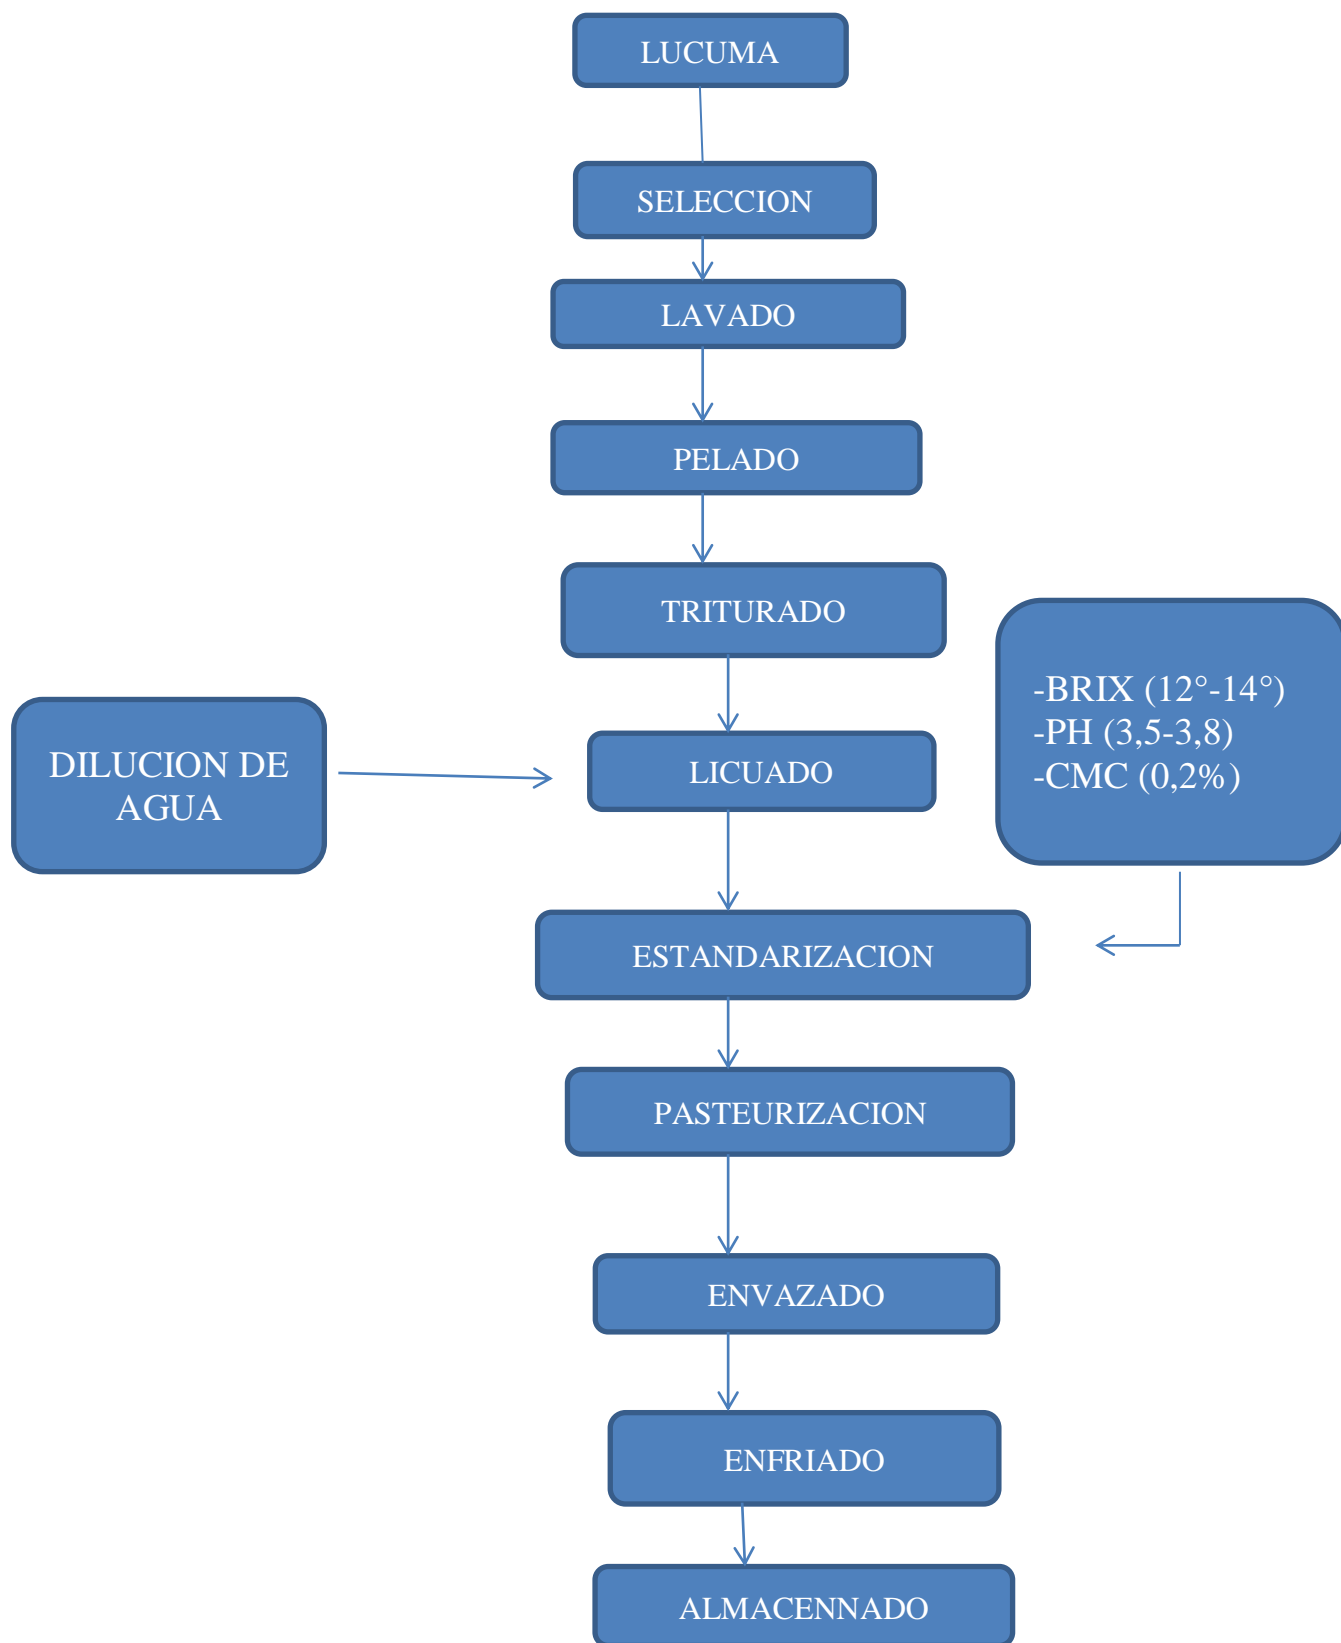 LUCUMA
SELECCION
LAVADO
PELADO
TRITURADO
-BRIX (12°-14°)
-PH (3,5-3,8)
-CMC (0,2%)
DILUCION DE
AGUA
LICUADO
ESTANDARIZACION
PASTEURIZACION
ENVAZADO
ENFRIADO
ALMACENNADO